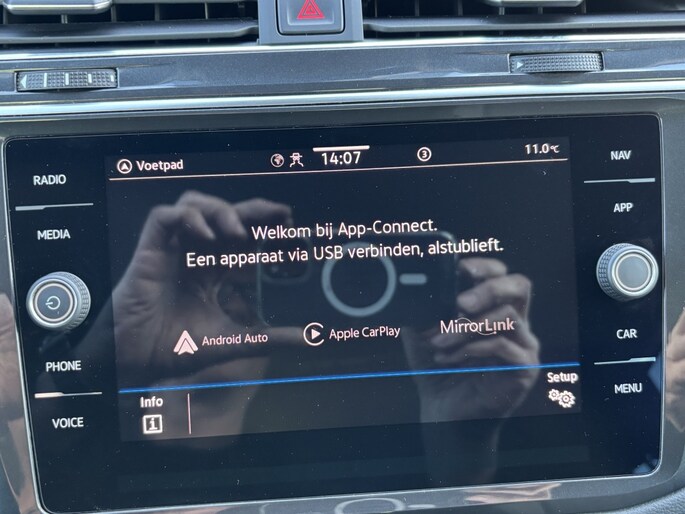 Voetpad
14:07
3
11.0°C
RADIO
MEDIA
PHONE
VOICE
Welkom bij App-Connect.
Een apparaat via USB verbinden, alstublieft.
Android Auto
Apple CarPlay
MirrorLink
Info
Setup
NAV
APP
CAR
MENU